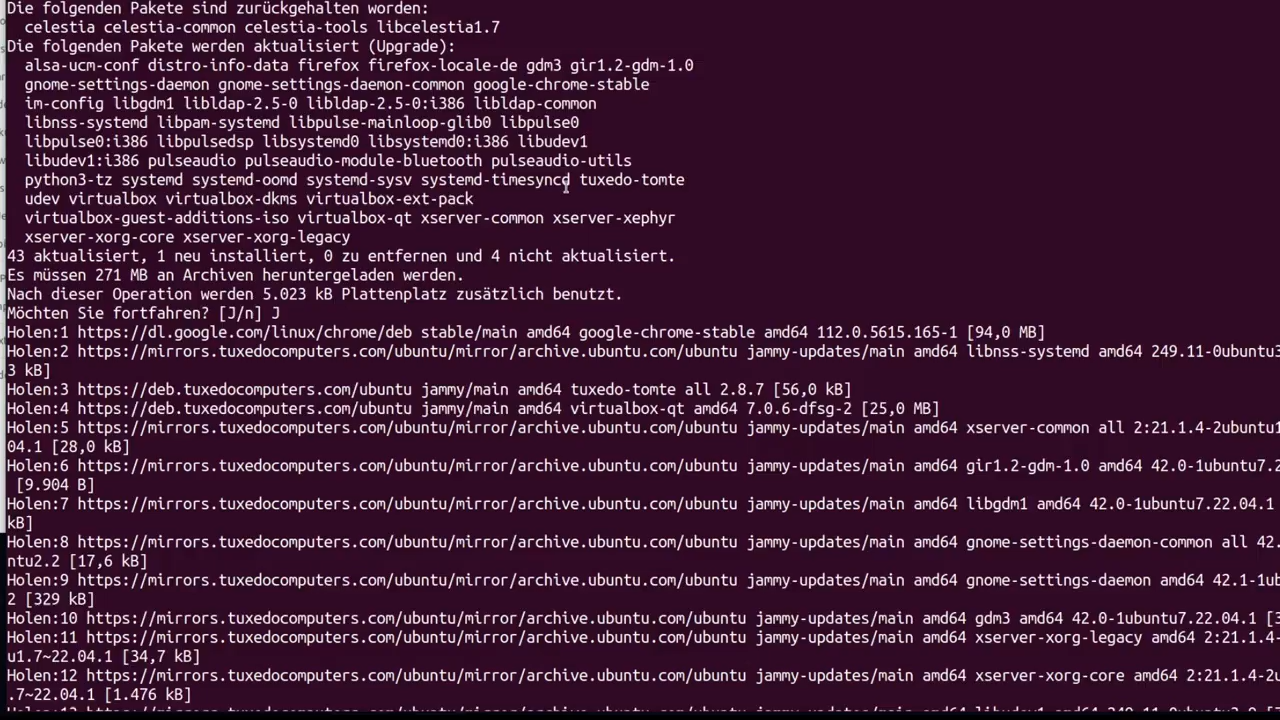 Die folgenden Pakete sind zurückgehalten worden:
celestia celestia-common celestia-tools libcelestia1.7
Die folgenden Pakete werden aktualisiert (Upgrade):
alsa-ucm-conf distro-info-data firefox firefox-locale-de gdm3 gir1.2-gdm-1.0
gnome-settings-daemon gnome-settings-daemon-common google-chrome-stable
im-config libgdm1 libldap-2.5-0 libldap-2.5-0:i386 libldap-common
libnss-systemd libpam-systemd libpulse-mainloop-glib0 libpulse0
libpulse0:i386 libpulsedsp libsystemd0 libsystemd0:i386 libudev1
libudev1:i386 pulseaudio pulseaudio-module-bluetooth pulseaudio-utils
python3-tz systemd systemd-oomd systemd-sysv systemd-timesyncd tuxedo-tomte
udev virtualbox virtualbox-dkms virtualbox-ext-pack
virtualbox-guest-additions-iso virtualbox-qt xserver-common xserver-xephyr
xserver-xorg-core xserver-xorg-legacy
43 aktualisiert, 1 neu installiert, 0 zu entfernen und 4 nicht aktualisiert.
Es müssen 271 MB an Archiven heruntergeladen werden.
Nach dieser Operation werden 5.023 kB Plattenplatz zusätzlich benutzt.
Möchten Sie fortfahren? [J/n] J
Holen:1 https://dl.google.com/linux/chrome/deb stable/main amd64 google-chrome-stable amd64 112.0.5615.165-1 [94,0 MB]
Holen:2 https://mirrors.tuxedocomputers.com/ubuntu/mirror/archive.ubuntu.com/ubuntu jammy-updates/main amd64 libnss-systemd amd64 249.11-0ubuntu3
3 kB]
Holen:3 https://deb.tuxedocomputers.com/ubuntu jammy/main amd64 tuxedo-tomte all 2.8.7 [56,0 kB]
Holen:4 https://deb.tuxedocomputers.com/ubuntu jammy/main amd64 virtualbox-qt amd64 7.0.6-dfsg-2 [25,0 MB]
Holen:5 https://mirrors.tuxedocomputers.com/ubuntu/mirror/archive.ubuntu.com/ubuntu jammy-updates/main amd64 xserver-common all 2:21.1.4-2ubuntu1
04.1 [28,0 kB]
Holen:6 https://mirrors.tuxedocomputers.com/ubuntu/mirror/archive.ubuntu.com/ubuntu jammy-updates/main amd64 gir1.2-gdm-1.0 amd64 42.0-1ubuntu7.2
[9.904 B]
Holen:7 https://mirrors.tuxedocomputers.com/ubuntu/mirror/archive.ubuntu.com/ubuntu jammy-updates/main amd64 libgdm1 amd64 42.0-1ubuntu7.22.04.1
kB]
Holen:8 https://mirrors.tuxedocomputers.com/ubuntu/mirror/archive.ubuntu.com/ubuntu jammy-updates/main amd64 gnome-settings-daemon-common all 42.
ntu2.2 [17,6 kB]
Holen:9 https://mirrors.tuxedocomputers.com/ubuntu/mirror/archive.ubuntu.com/ubuntu jammy-updates/main amd64 gnome-settings-daemon amd64 42.1-1ub
2 [329 kB]
Holen:10 https://mirrors.tuxedocomputers.com/ubuntu/mirror/archive.ubuntu.com/ubuntu jammy-updates/main amd64 gdm3 amd64 42.0-1ubuntu7.22.04.1 [3
Holen:11 https://mirrors.tuxedocomputers.com/ubuntu/mirror/archive.ubuntu.com/ubuntu jammy-updates/main amd64 xserver-xorg-legacy amd64 2:21.1.4-
u1.7~22.04.1 [34,7 kB]
Holen:12 https://mirrors.tuxedocomputers.com/ubuntu/mirror/archive.ubuntu.com/ubuntu jammy-updates/main amd64 xserver-xorg-core amd64 2:21.1.4-2u
.7~22.04.1 [1.476 kB]